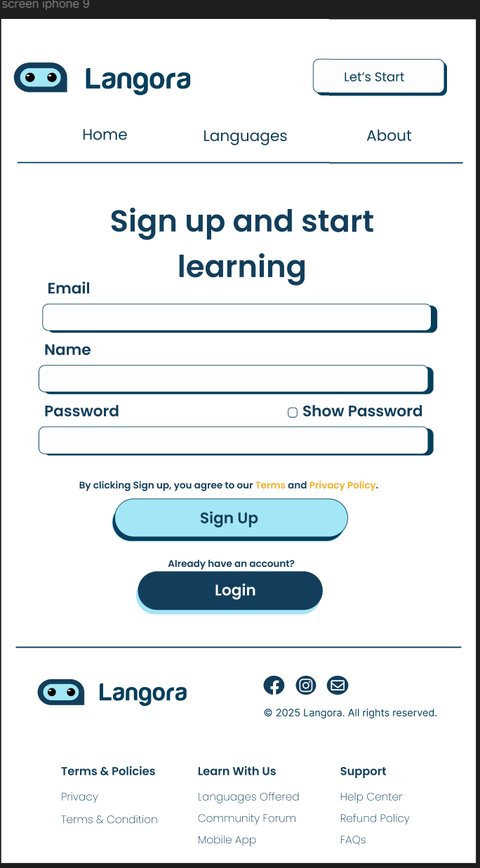 screen iphone 9
Langora
Let's Start
Home Languages About
Sign up and start
learning
Email
Name
Password Show Password
By clicking Sign up, you agree to our Terms and Privacy Policy.
Sign Up
Already have an account?
Login
Langora
© 2025 Langora. All rights reserved.
Terms & Policies Learn With Us Support
Privacy Languages Offered Help Center
Terms & Condition Community Forum Refund Policy
Mobile App FAQs